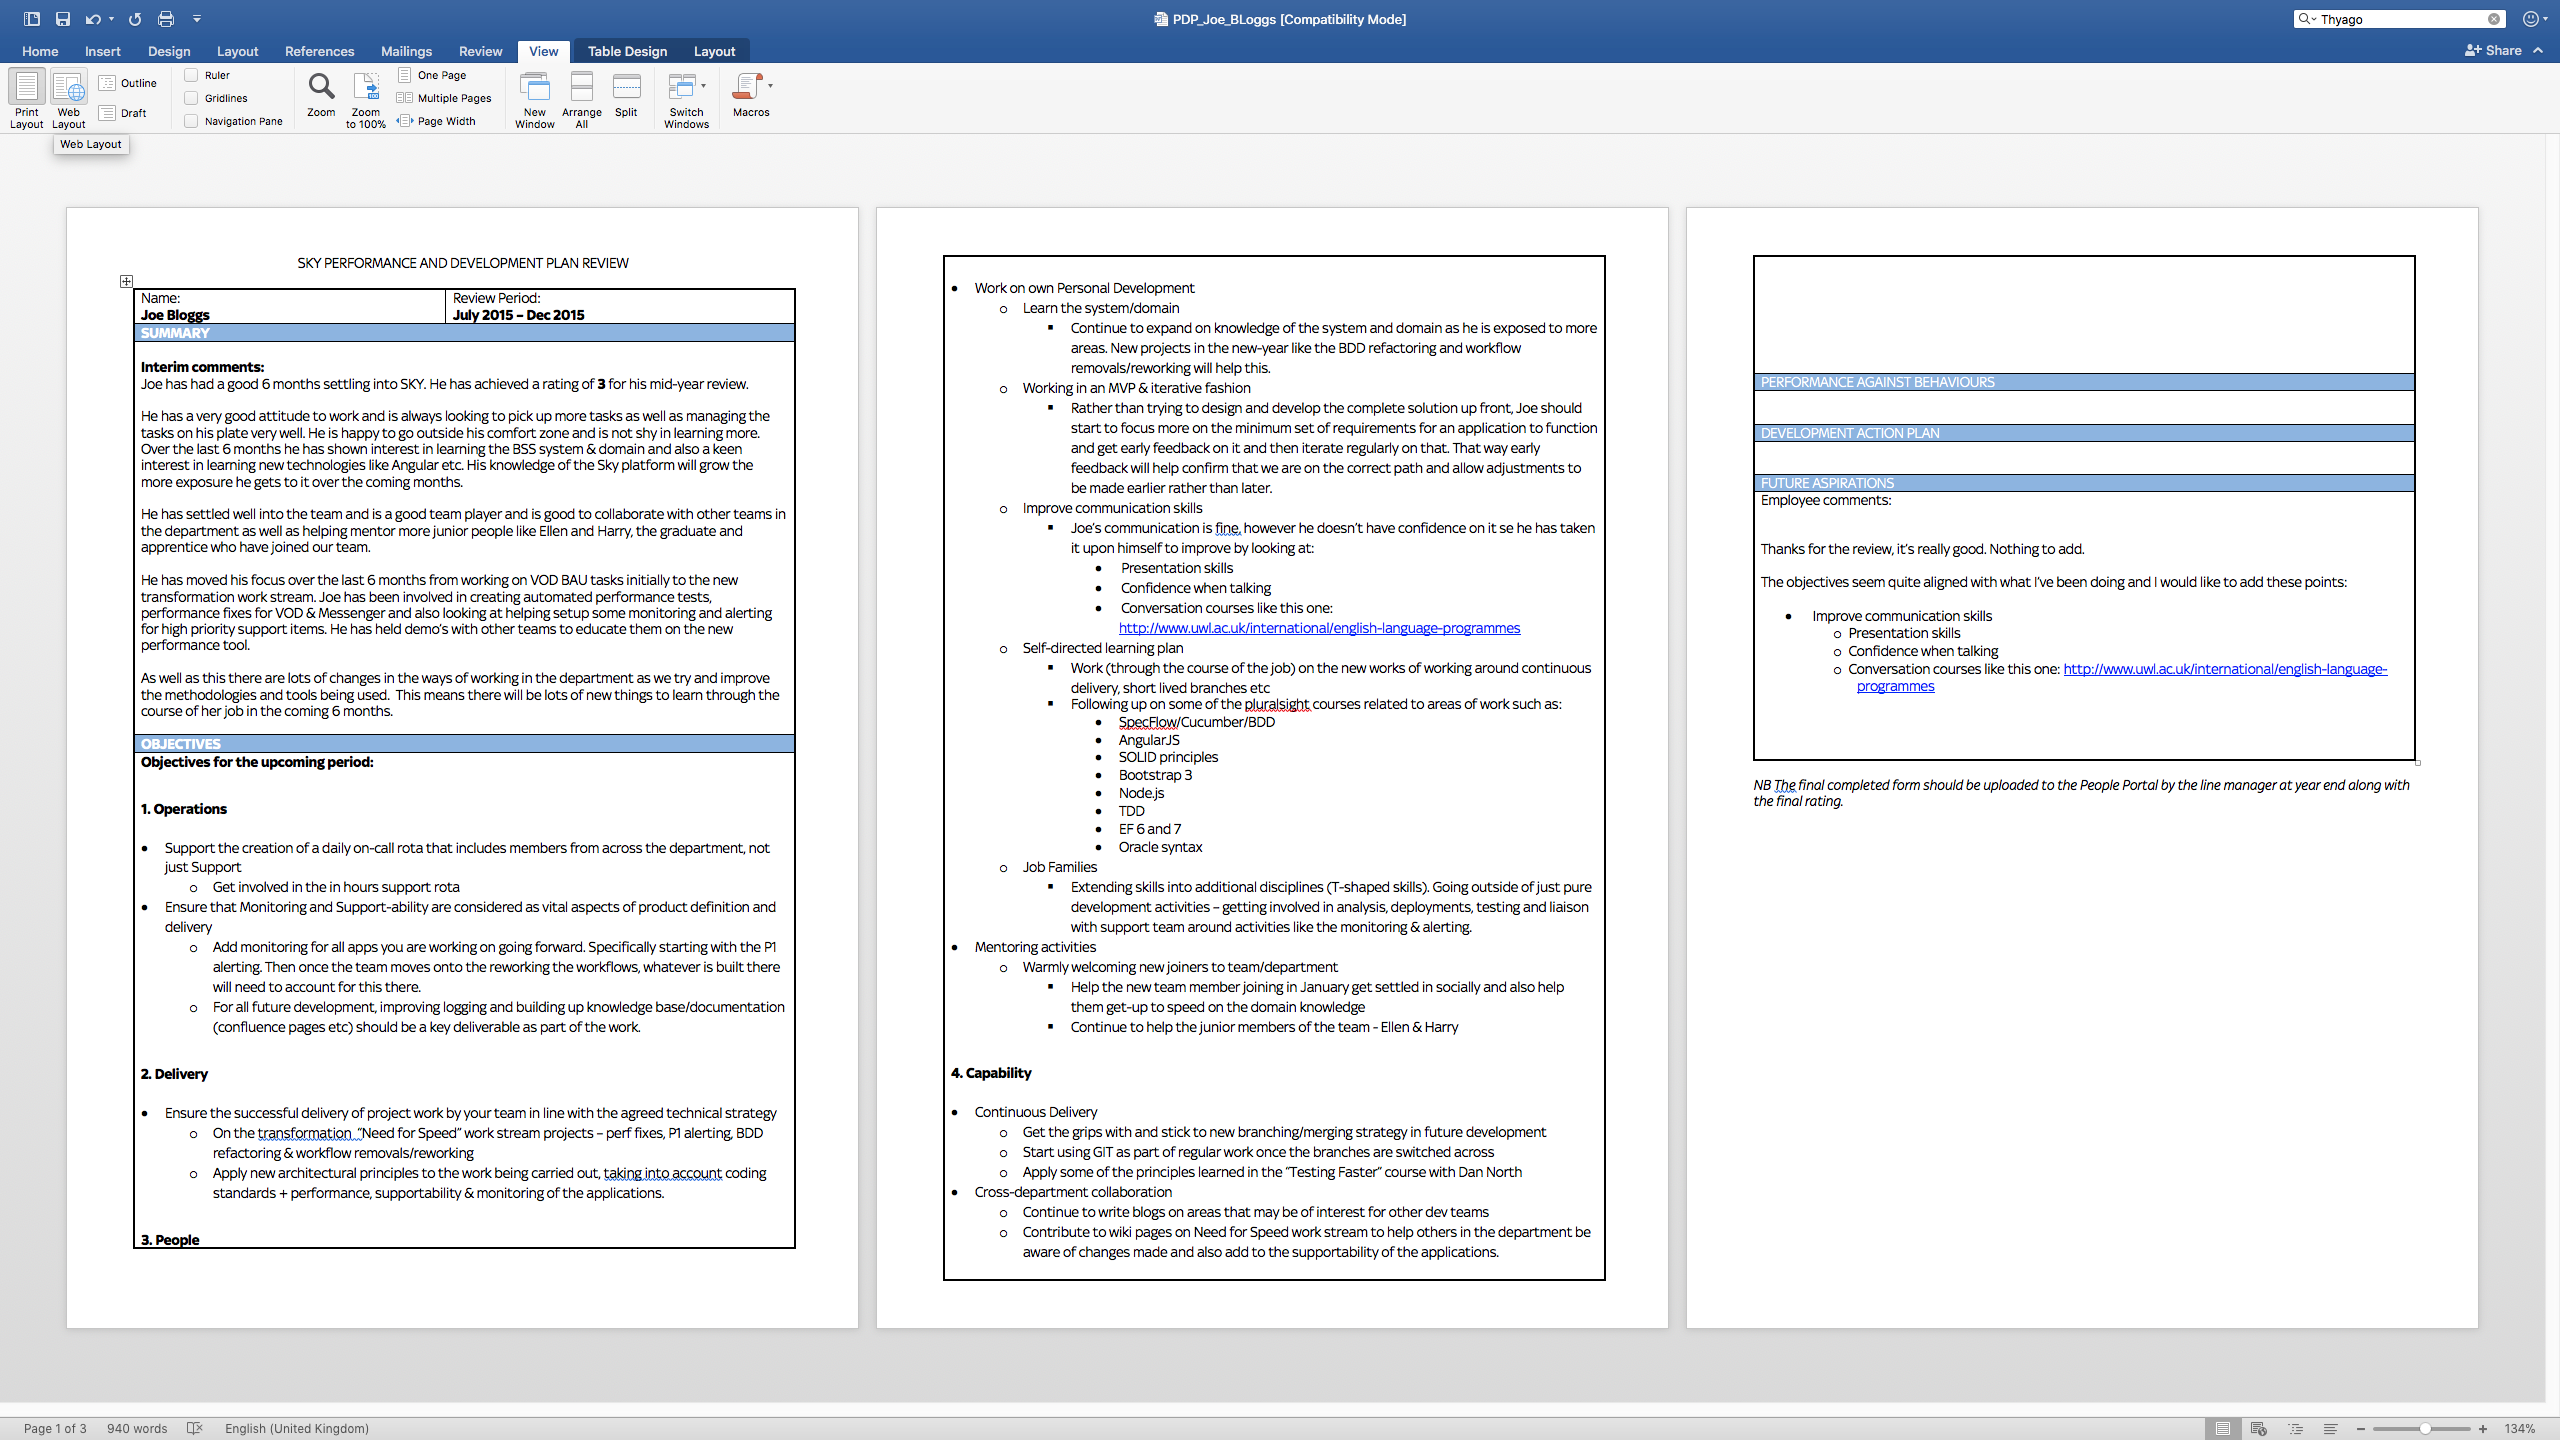 PDP_Joe_BLoggs [Compatibility Mode]
Thyago
Home Insert Design Layout References Mailings Review View Table Design Layout
Share
Print Layout
Web Layout
Outline
Draft
Ruler
Gridlines
Navigation Pane
Zoom
Zoom to 100%
One Page
Multiple Pages
Page Width
New Window
Arrange All
Split
Switch Windows
Macros
Web Layout
SKY PERFORMANCE AND DEVELOPMENT PLAN REVIEW
Name:
Joe Bloggs
Review Period:
July 2015 – Dec 2015
SUMMARY
Interim comments:
Joe has had a good 6 months settling into SKY. He has achieved a rating of 3 for his mid-year review.
He has a very good attitude to work and is always looking to pick up more tasks as well as managing the
tasks on his plate very well. He is happy to go outside his comfort zone and is not shy in learning more.
Over the last 6 months he has shown interest in learning the BSS system & domain and also a keen
interest in learning new technologies like Angular etc. His knowledge of the Sky platform will grow the
more exposure he gets to it over the coming months.
He has settled well into the team and is a good team player and is good to collaborate with other teams in
the department as well as helping mentor more junior people like Ellen and Harry, the graduate and
apprentice who have joined our team.
He has moved his focus over the last 6 months from working on VOD BAU tasks initially to the new
transformation work stream. Joe has been involved in creating automated performance tests,
performance fixes for VOD & Messenger and also looking at helping setup some monitoring and alerting
for high priority support items. He has held demo's with other teams to educate them on the new
performance tool.
As well as this there are lots of changes in the ways of working in the department as we try and improve
the methodologies and tools being used. This means there will be lots of new things to learn through the
course of her job in the coming 6 months.
OBJECTIVES
Objectives for the upcoming period:
1. Operations
• Support the creation of a daily on-call rota that includes members from across the department, not
just Support
o Get involved in the in hours support rota
• Ensure that Monitoring and Support-ability are considered as vital aspects of product definition and
delivery
o Add monitoring for all apps you are working on going forward. Specifically starting with the P1
alerting. Then once the team moves onto the reworking the workflows, whatever is built there
will need to account for this there.
o For all future development, improving logging and building up knowledge base/documentation
(confluence pages etc) should be a key deliverable as part of the work.
2. Delivery
• Ensure the successful delivery of project work by your team in line with the agreed technical strategy
o On the transformation "Need for Speed" work stream projects – perf fixes, P1 alerting, BDD
refactoring & workflow removals/reworking
o Apply new architectural principles to the work being carried out, taking into account coding
standards + performance, supportability & monitoring of the applications.
3. People
• Work on own Personal Development
o Learn the system/domain
▪ Continue to expand on knowledge of the system and domain as he is exposed to more
areas. New projects in the new-year like the BDD refactoring and workflow
removals/reworking will help this.
o Working in an MVP & iterative fashion
▪ Rather than trying to design and develop the complete solution up front, Joe should
start to focus more on the minimum set of requirements for an application to function
and get early feedback on it and then iterate regularly on that. That way early
feedback will help confirm that we are on the correct path and allow adjustments to
be made earlier rather than later.
o Improve communication skills
▪ Joe's communication is fine, however he doesn't have confidence on it se he has taken
it upon himself to improve by looking at:
• Presentation skills
• Confidence when talking
• Conversation courses like this one:
http://www.uwl.ac.uk/international/english-language-programmes
o Self-directed learning plan
▪ Work (through the course of the job) on the new works of working around continuous
delivery, short lived branches etc
▪ Following up on some of the pluralsight courses related to areas of work such as:
• SpecFlow/Cucumber/BDD
• AngularJS
• SOLID principles
• Bootstrap 3
• Node.js
• TDD
• EF 6 and 7
• Oracle syntax
o Job Families
▪ Extending skills into additional disciplines (T-shaped skills). Going outside of just pure
development activities – getting involved in analysis, deployments, testing and liaison
with support team around activities like the monitoring & alerting.
• Mentoring activities
o Warmly welcoming new joiners to team/department
▪ Help the new team member joining in January get settled in socially and also help
them get-up to speed on the domain knowledge
▪ Continue to help the junior members of the team - Ellen & Harry
4. Capability
• Continuous Delivery
o Get the grips with and stick to new branching/merging strategy in future development
o Start using GIT as part of regular work once the branches are switched across
o Apply some of the principles learned in the "Testing Faster" course with Dan North
• Cross-department collaboration
o Continue to write blogs on areas that may be of interest for other dev teams
o Contribute to wiki pages on Need for Speed work stream to help others in the department be
aware of changes made and also add to the supportability of the applications.
PERFORMANCE AGAINST BEHAVIOURS
DEVELOPMENT ACTION PLAN
FUTURE ASPIRATIONS
Employee comments:
Thanks for the review, it's really good. Nothing to add.
The objectives seem quite aligned with what I've been doing and I would like to add these points:
• Improve communication skills
o Presentation skills
o Confidence when talking
o Conversation courses like this one: http://www.uwl.ac.uk/international/english-language-
programmes
NB The final completed form should be uploaded to the People Portal by the line manager at year end along with
the final rating.
Page 1 of 3 940 words English (United Kingdom) 134%